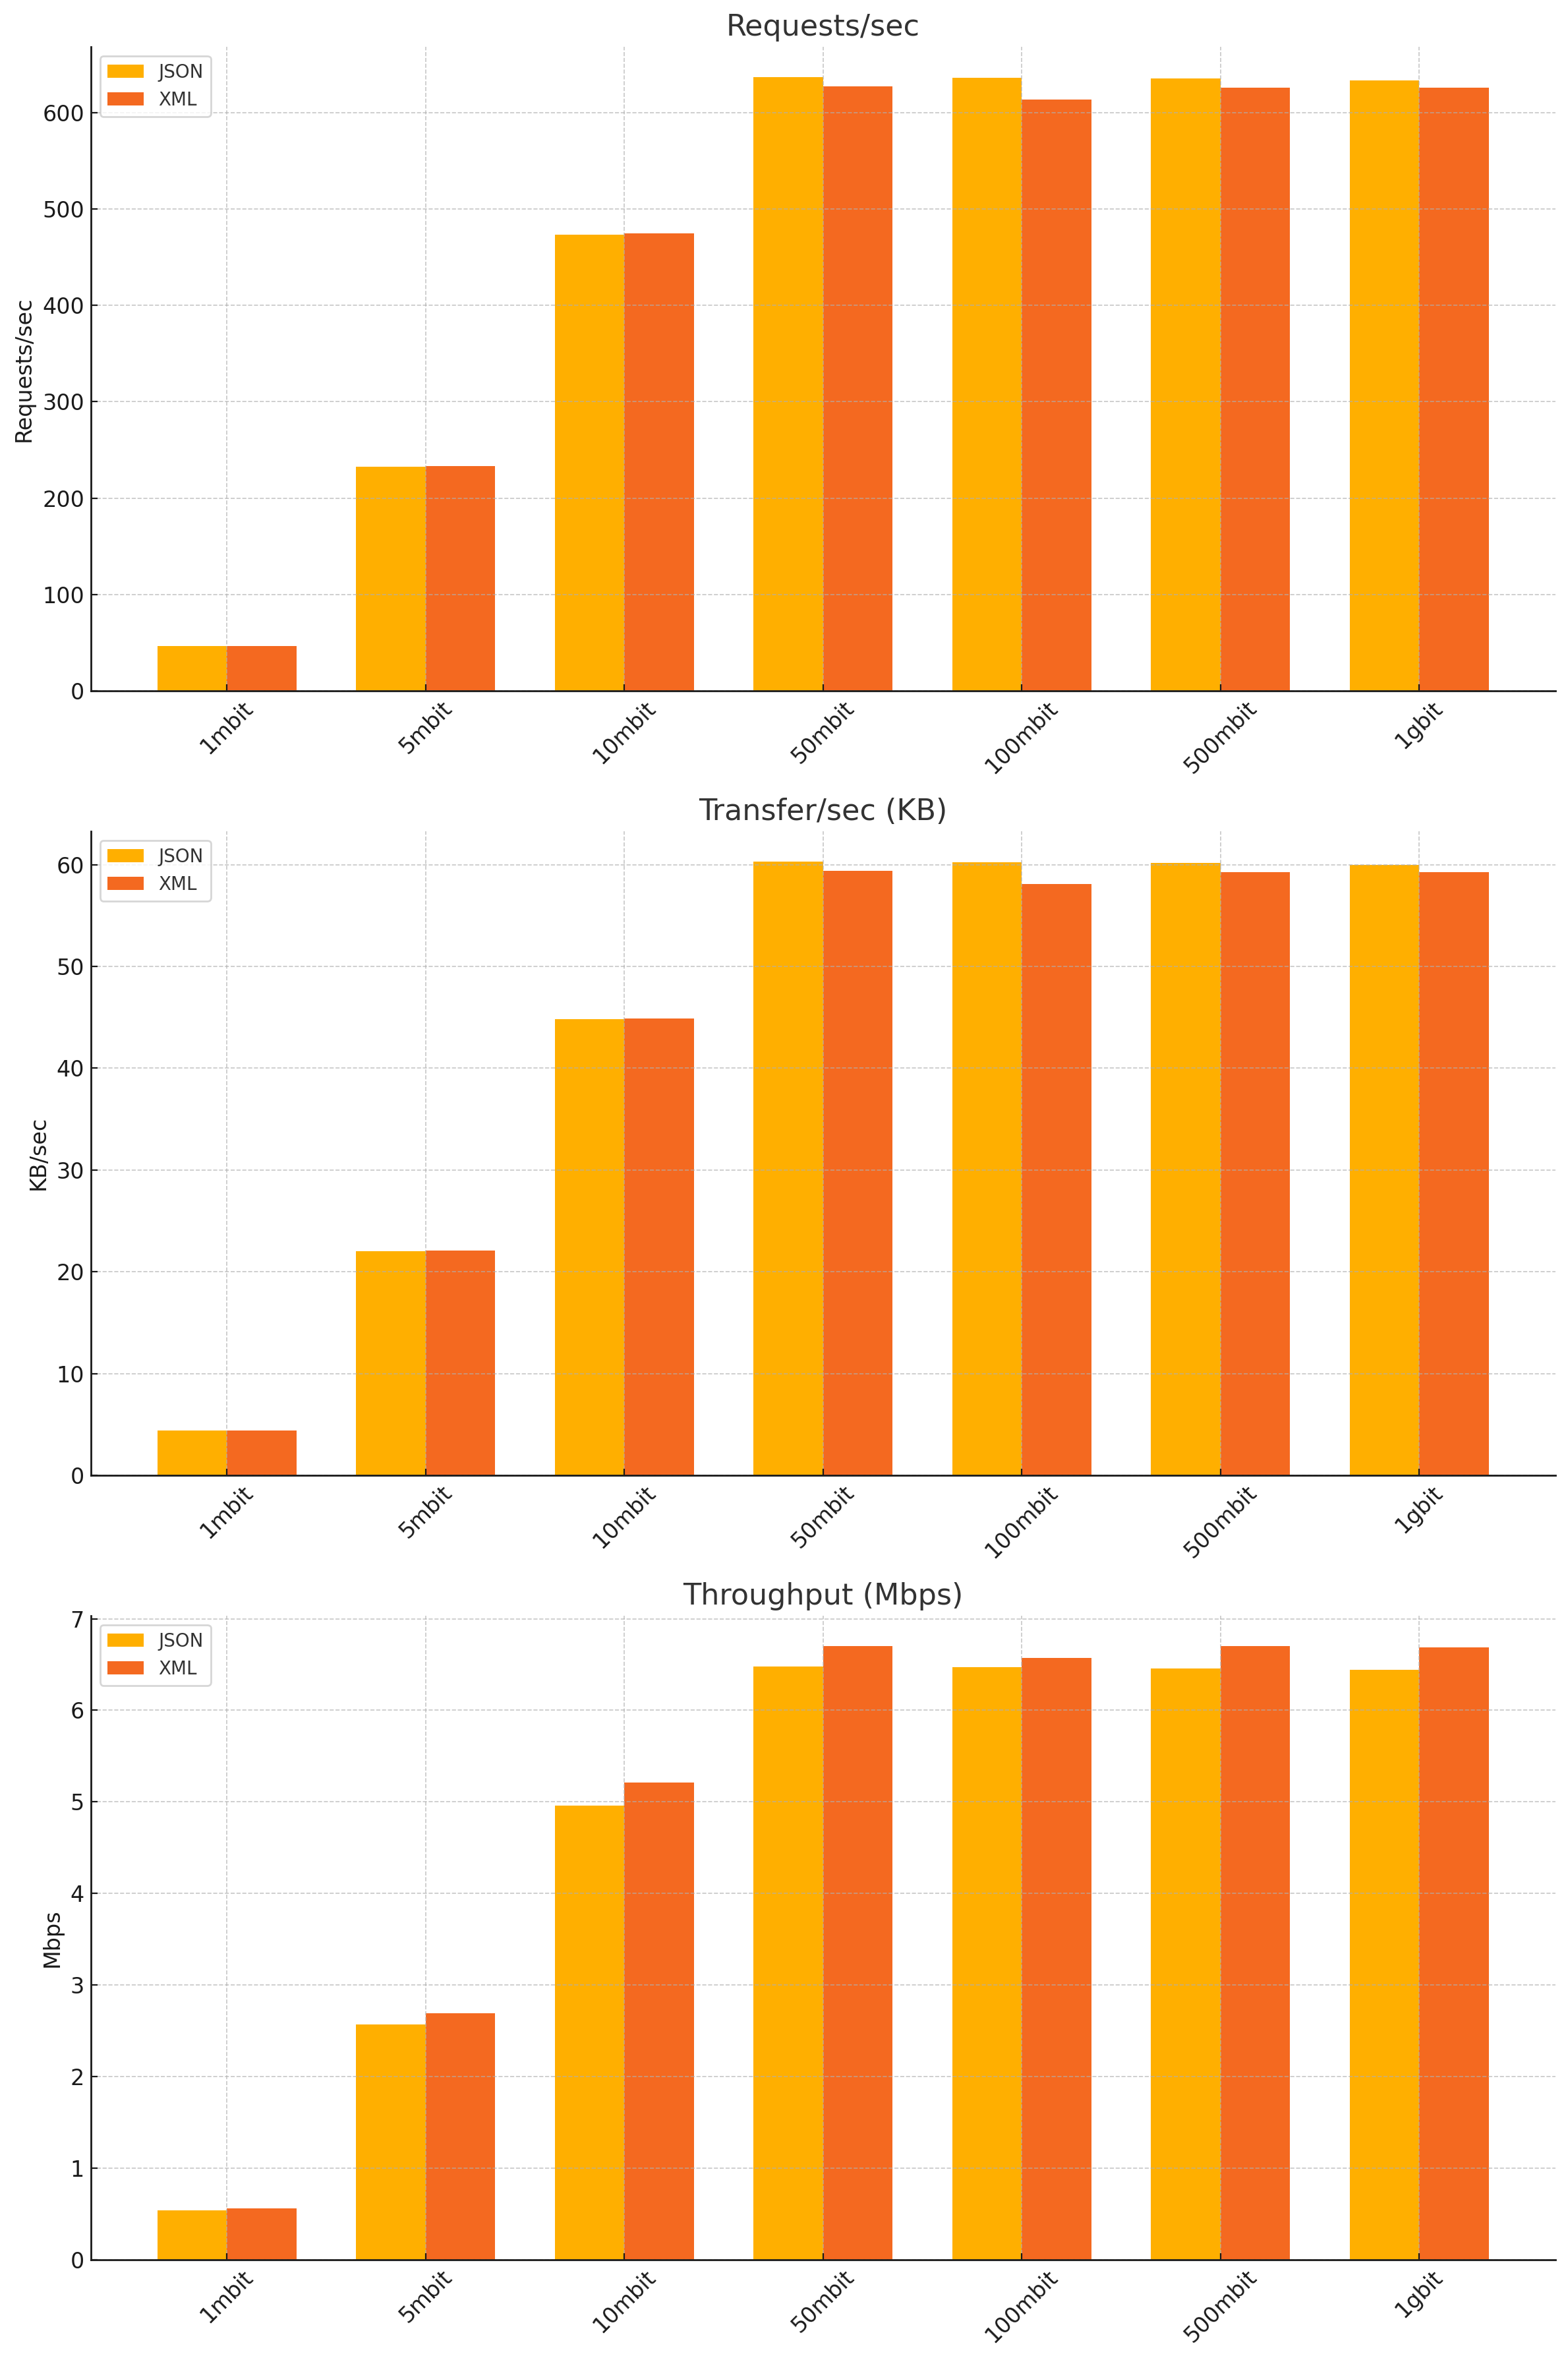 Requests/sec
JSON
XML
Requests/sec
600
500
400
300
200
100
0
1mbit
5mbit
10mbit
50mbit
100mbit
500mbit
1gbit
Transfer/sec (KB)
JSON
XML
KB/sec
60
50
40
30
20
10
0
1mbit
5mbit
10mbit
50mbit
100mbit
500mbit
1gbit
Throughput (Mbps)
JSON
XML
Mbps
7
6
5
4
3
2
1
0
1mbit
5mbit
10mbit
50mbit
100mbit
500mbit
1gbit